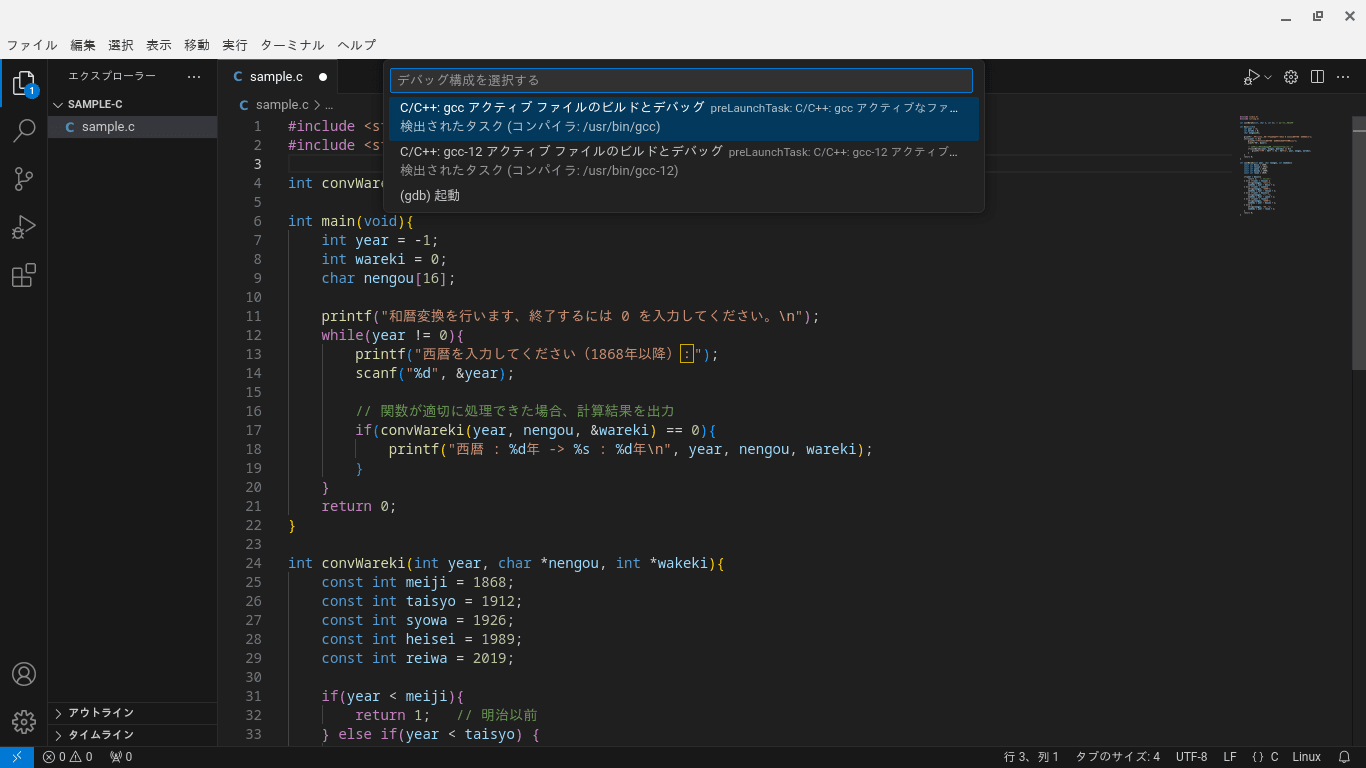 ファイル 編集 選択 表示 移動 実行 ターミナル ヘルプ
エクスプローラー ...
SAMPLE-C
sample.c
アウトライン
タイムライン
1
C sample.c
デバッグ構成を選択する
C/C++: gcc アクティブ ファイルのビルドとデバッグ preLaunchTask: C/C++: gcc アクティブなファ...
検出されたタスク (コンパイラ: /usr/bin/gcc)
C/C++: gcc-12 アクティブ ファイルのビルドとデバッグ preLaunchTask: C/C++: gcc-12 アクティブ...
検出されたタスク (コンパイラ: /usr/bin/gcc-12)
(gdb) 起動
C sample.c > ...
1 #include <st
2 #include <st
3
4 int convWare
5
6 int main(void){
7 int year = -1;
8 int wareki = 0;
9 char nengou[16];
10
11 printf("和暦変換を行います、終了するには 0 を入力してください。\n");
12 while(year != 0){
13 printf("西暦を入力してください（1868年以降）：");
14 scanf("%d", &year);
15
16 // 関数が適切に処理できた場合、計算結果を出力
17 if(convWareki(year, nengou, &wareki) == 0){
18 printf("西暦 : %d年 -> %s : %d年\n", year, nengou, wareki);
19 }
20 }
21 return 0;
22 }
23
24 int convWareki(int year, char *nengou, int *wakeki){
25 const int meiji = 1868;
26 const int taisyo = 1912;
27 const int syowa = 1926;
28 const int heisei = 1989;
29 const int reiwa = 2019;
30
31 if(year < meiji){
32 return 1; // 明治以前
33 } else if(year < taisyo) {
0 0 0 行 3、列 1 タブのサイズ: 4 UTF-8 LF {} C Linux